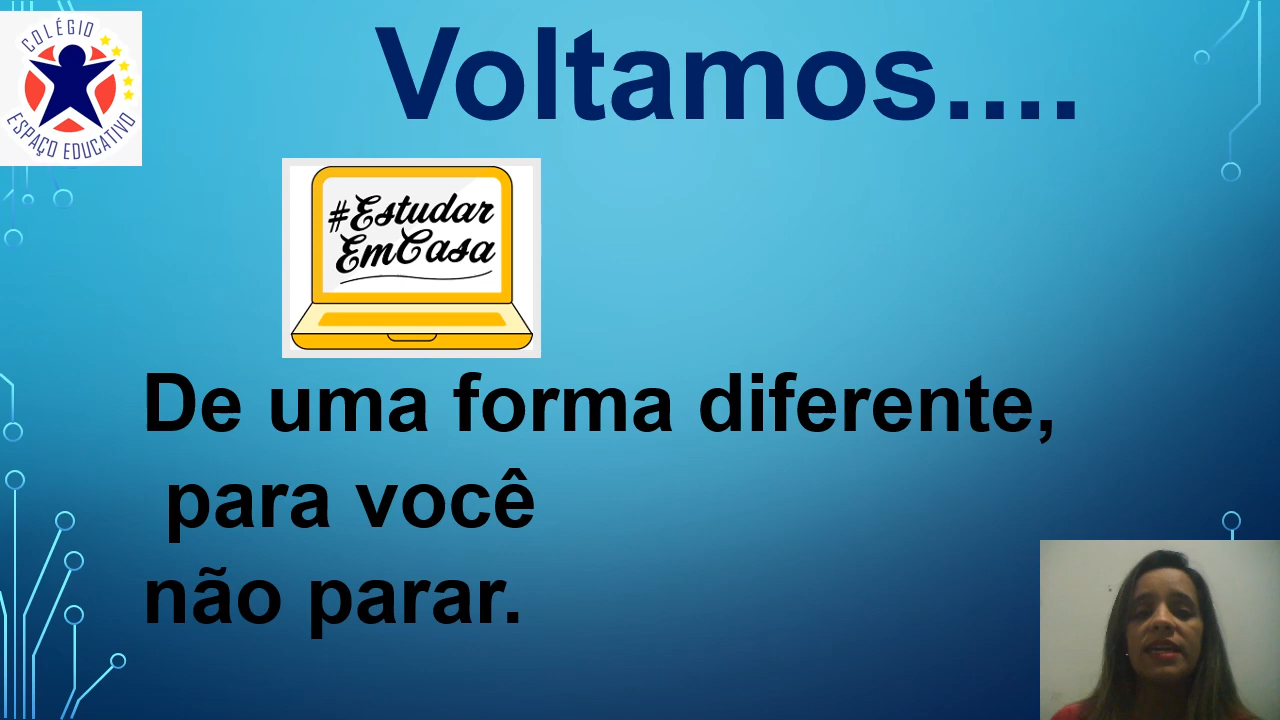 COLÉGIO
ESPAÇO EDUCATIVO
Voltamos....
#Estudar
EmCasa
De uma forma diferente,
para você
não parar.